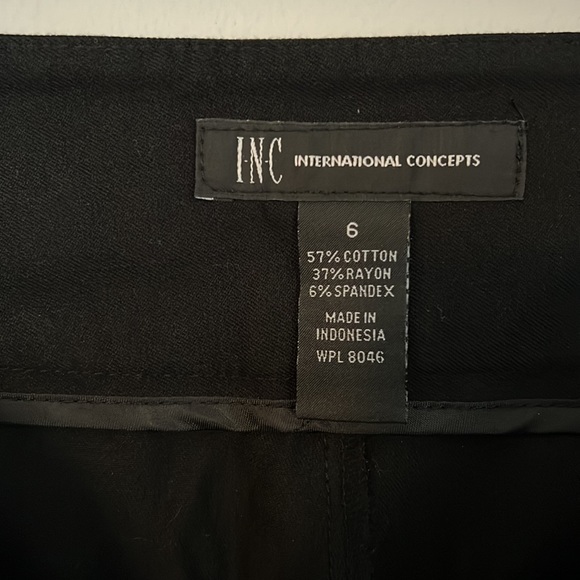 I·N·C INTERNATIONAL CONCEPTS
6
57% COTTON
37% RAYON
6% SPANDEX
MADE IN
INDONESIA
WPL 8046